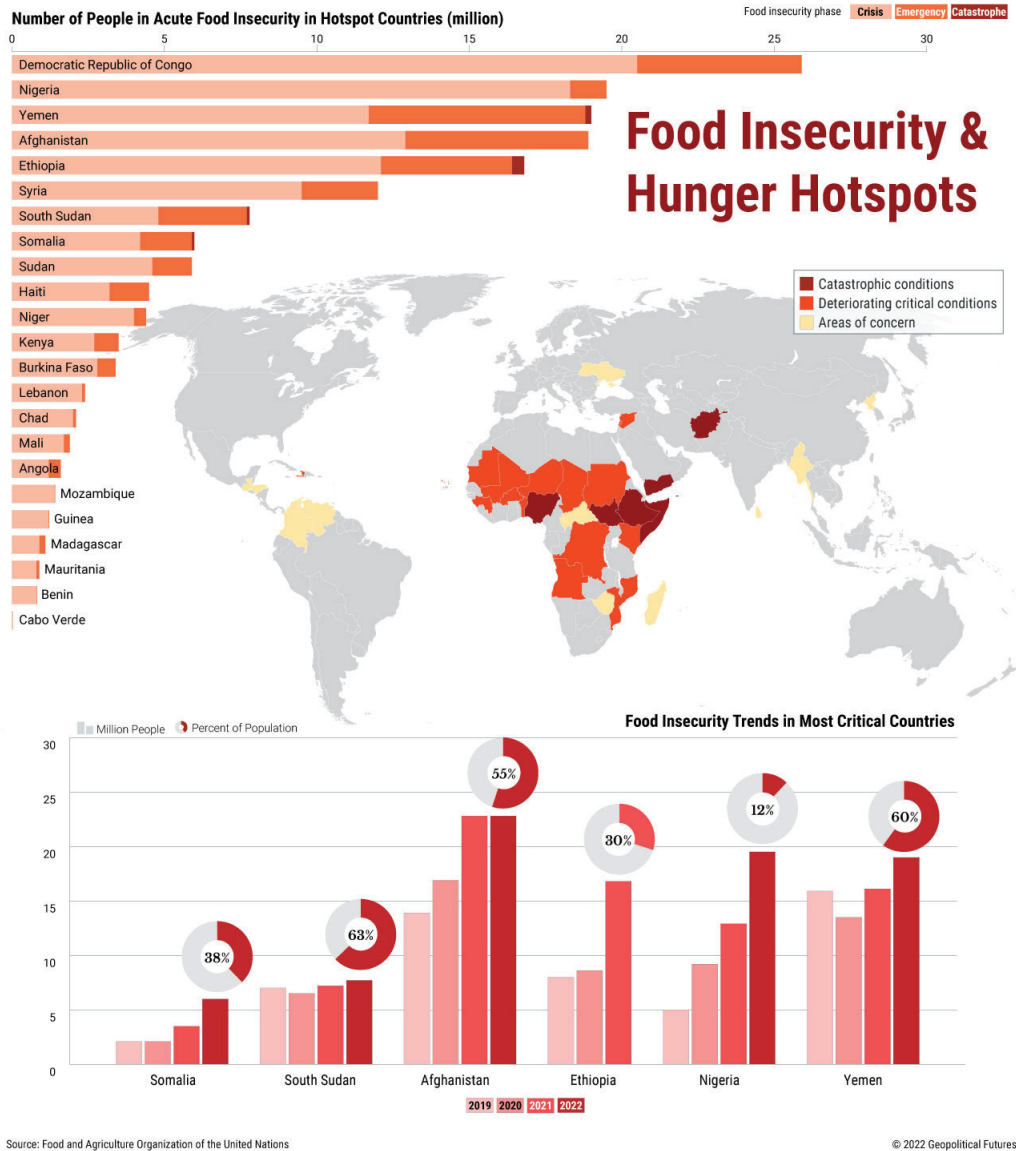 Number of People in Acute Food Insecurity in Hotspot Countries (million)
Food insecurity phase Crisis Emergency Catastrophe
0 5 10 15 20 25 30
Democratic Republic of Congo
Nigeria
Yemen
Afghanistan
Ethiopia
Syria
South Sudan
Somalia
Sudan
Haiti
Niger
Kenya
Burkina Faso
Lebanon
Chad
Mali
Angola
Mozambique
Guinea
Madagascar
Mauritania
Benin
Cabo Verde
Food Insecurity &
Hunger Hotspots
Catastrophic conditions
Deteriorating critical conditions
Areas of concern
Food Insecurity Trends in Most Critical Countries
Million People Percent of Population
30
25
20
15
10
5
0
38%
63%
55%
30%
12%
60%
Somalia South Sudan Afghanistan Ethiopia Nigeria Yemen
2019 2020 2021 2022
Source: Food and Agriculture Organization of the United Nations
© 2022 Geopolitical Futures